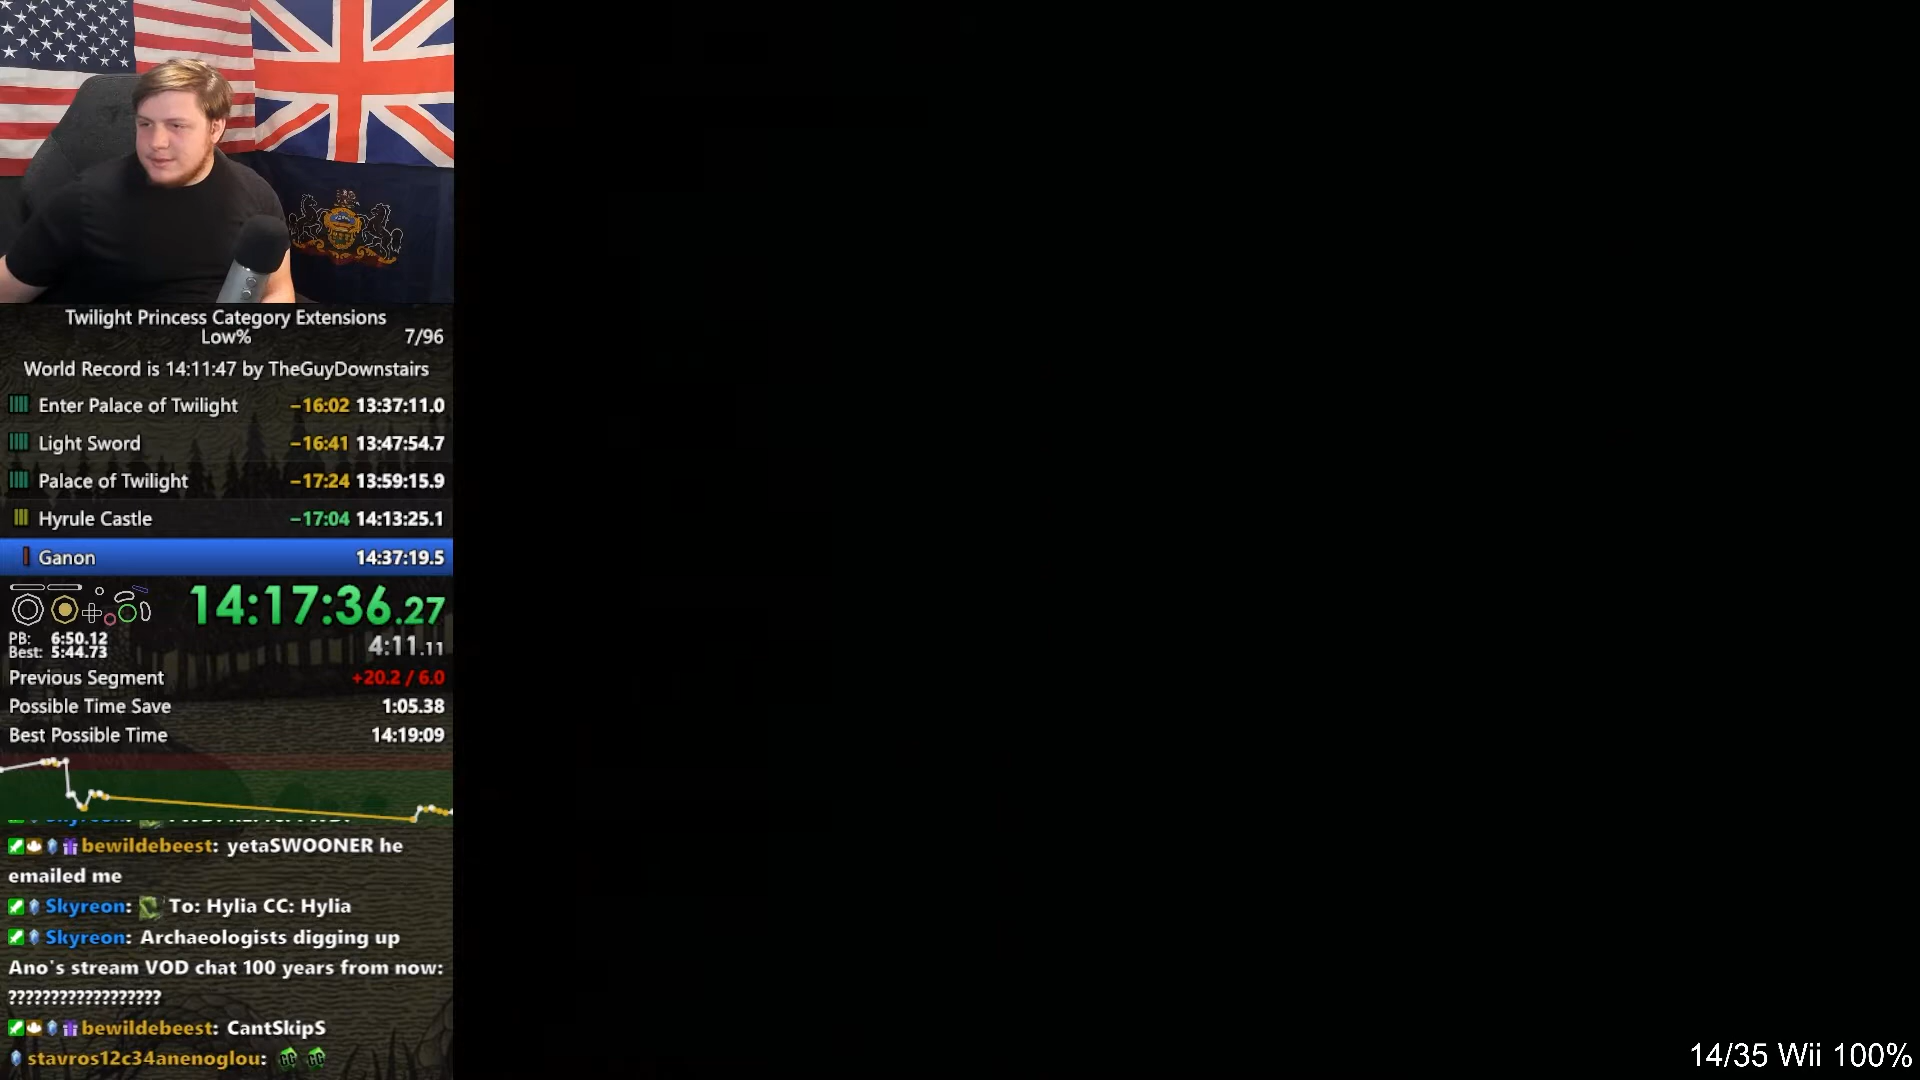 Twilight Princess Category Extensions
Low% 7/96
World Record is 14:11:47 by TheGuyDownstairs
Enter Palace of Twilight −16:02 13:37:11.0
Light Sword −16:41 13:47:54.7
Palace of Twilight −17:24 13:59:15.9
Hyrule Castle −17:04 14:13:25.1
Ganon 14:37:19.5
14:17:36.27
PB: 6:50.12
Best: 5:44.73
4:11.11
Previous Segment +20.2 / 6.0
Possible Time Save 1:05.38
Best Possible Time 14:19:09
bewildebeest: yetaSWOONER he
emailed me
Skyreon: To: Hylia CC: Hylia
Skyreon: Archaeologists digging up
Ano's stream VOD chat 100 years from now:
??????????????????
bewildebeest: CantSkipS
stavros12c34anenoglou: GG GG
14/35 Wii 100%